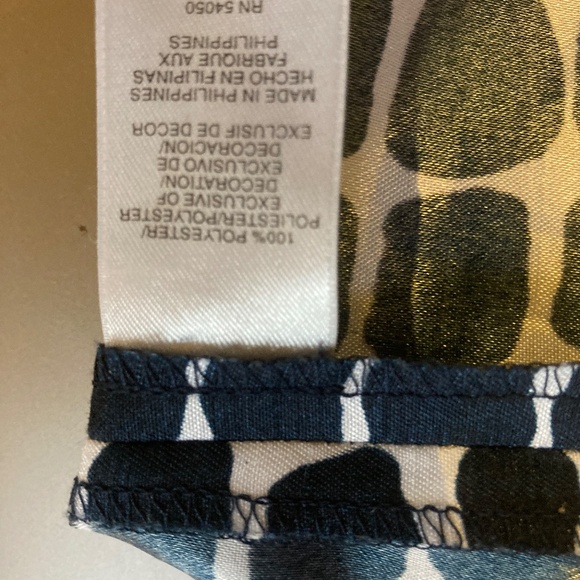 100% POLYESTER/
POLIESTER/POLYESTER
EXCLUSIVE OF
DECORATION/
EXCLUSIVO DE
DECORACION/
EXCLUSIF DE DECOR
MADE IN PHILIPPINES
HECHO EN FILIPINAS
FABRIQUE AUX
PHILIPPINES
RN 54050